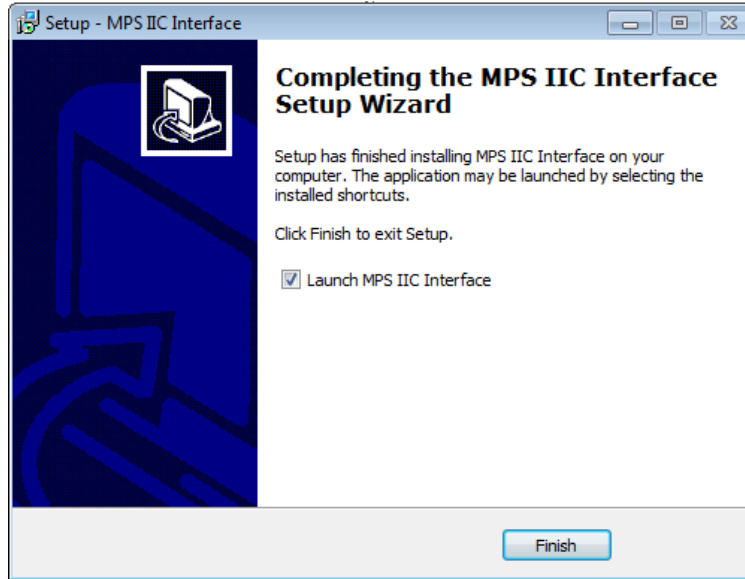 Setup - MPS IIC Interface
Completing the MPS IIC Interface
Setup Wizard
Setup has finished installing MPS IIC Interface on your
computer. The application may be launched by selecting the
installed shortcuts.
Click Finish to exit Setup.
Launch MPS IIC Interface
Finish